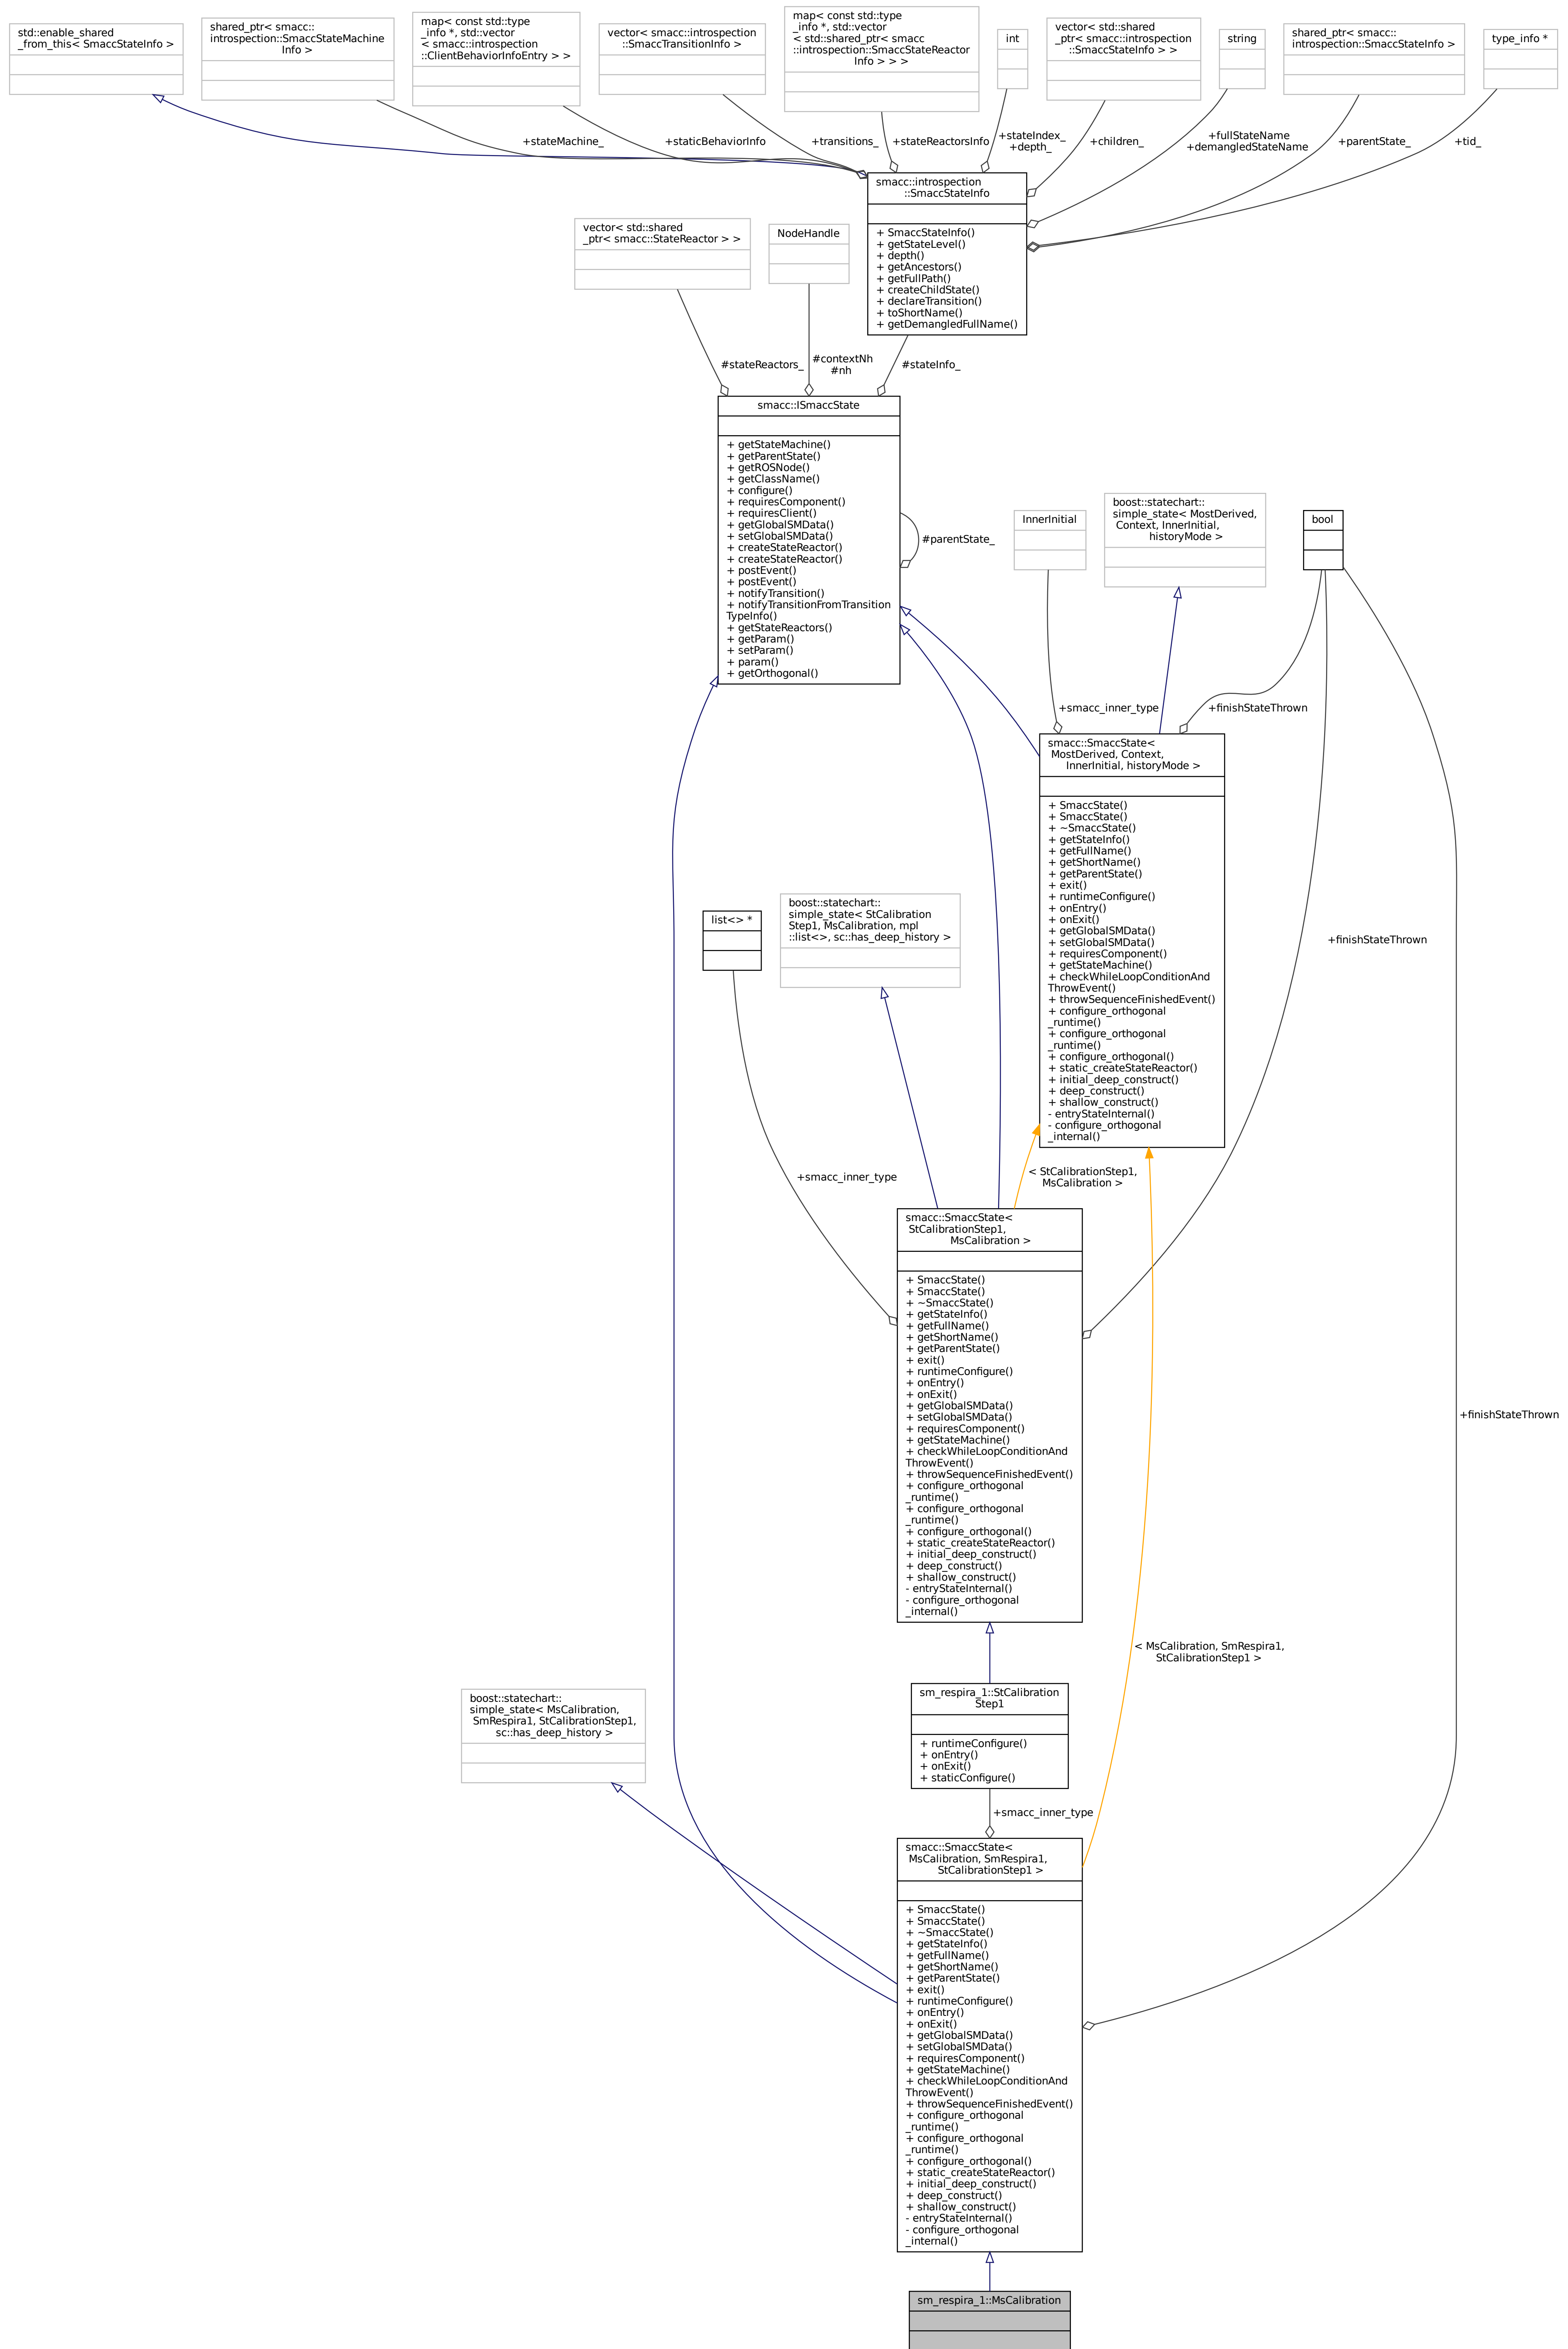 std::enable_shared
_from_this< SmaccStateInfo >
shared_ptr< smacc::
introspection::SmaccStateMachine
Info >
map< const std::type
_info *, std::vector
< smacc::introspection
::ClientBehaviorInfoEntry > >
vector< smacc::introspection
::SmaccTransitionInfo >
map< const std::type
_info *, std::vector
< std::shared_ptr< smacc
::introspection::SmaccStateReactor
Info > > >
int
vector< std::shared
_ptr< smacc::introspection
::SmaccStateInfo > >
string
shared_ptr< smacc::
introspection::SmaccStateInfo >
type_info *
+stateMachine_
+staticBehaviorInfo
+transitions_
+stateReactorsInfo
+stateIndex_
+depth_
+children_
+fullStateName
+demangledStateName
+parentState_
+tid_
smacc::introspection
::SmaccStateInfo
+ SmaccStateInfo()
+ getStateLevel()
+ depth()
+ getAncestors()
+ getFullPath()
+ createChildState()
+ declareTransition()
+ toShortName()
+ getDemangledFullName()
vector< std::shared
_ptr< smacc::StateReactor > >
NodeHandle
#stateReactors_
#contextNh
#nh
#stateInfo_
smacc::ISmaccState
+ getStateMachine()
+ getParentState()
+ getROSNode()
+ getClassName()
+ configure()
+ requiresComponent()
+ requiresClient()
+ getGlobalSMData()
+ setGlobalSMData()
+ createStateReactor()
+ createStateReactor()
+ postEvent()
+ postEvent()
+ notifyTransition()
+ notifyTransitionFromTransition
TypeInfo()
+ getStateReactors()
+ getParam()
+ setParam()
+ param()
+ getOrthogonal()
#parentState_
InnerInitial
boost::statechart::
simple_state< MostDerived,
Context, InnerInitial,
historyMode >
bool
+smacc_inner_type
+finishStateThrown
smacc::SmaccState<
MostDerived, Context,
InnerInitial, historyMode >
+ SmaccState()
+ SmaccState()
+ ~SmaccState()
+ getStateInfo()
+ getFullName()
+ getShortName()
+ getParentState()
+ exit()
+ runtimeConfigure()
+ onEntry()
+ onExit()
+ getGlobalSMData()
+ setGlobalSMData()
+ requiresComponent()
+ getStateMachine()
+ checkWhileLoopConditionAnd
ThrowEvent()
+ throwSequenceFinishedEvent()
+ configure_orthogonal
_runtime()
+ configure_orthogonal
_runtime()
+ configure_orthogonal()
+ static_createStateReactor()
+ initial_deep_construct()
+ deep_construct()
+ shallow_construct()
- entryStateInternal()
- configure_orthogonal
_internal()
list<> *
boost::statechart::
simple_state< StCalibration
Step1, MsCalibration, mpl
::list<>, sc::has_deep_history >
+finishStateThrown
+smacc_inner_type
< StCalibrationStep1,
MsCalibration >
smacc::SmaccState<
StCalibrationStep1,
MsCalibration >
+ SmaccState()
+ SmaccState()
+ ~SmaccState()
+ getStateInfo()
+ getFullName()
+ getShortName()
+ getParentState()
+ exit()
+ runtimeConfigure()
+ onEntry()
+ onExit()
+ getGlobalSMData()
+ setGlobalSMData()
+ requiresComponent()
+ getStateMachine()
+ checkWhileLoopConditionAnd
ThrowEvent()
+ throwSequenceFinishedEvent()
+ configure_orthogonal
_runtime()
+ configure_orthogonal
_runtime()
+ configure_orthogonal()
+ static_createStateReactor()
+ initial_deep_construct()
+ deep_construct()
+ shallow_construct()
- entryStateInternal()
- configure_orthogonal
_internal()
+finishStateThrown
< MsCalibration, SmRespira1,
StCalibrationStep1 >
boost::statechart::
simple_state< MsCalibration,
SmRespira1, StCalibrationStep1,
sc::has_deep_history >
sm_respira_1::StCalibration
Step1
+ runtimeConfigure()
+ onEntry()
+ onExit()
+ staticConfigure()
+smacc_inner_type
smacc::SmaccState<
MsCalibration, SmRespira1,
StCalibrationStep1 >
+ SmaccState()
+ SmaccState()
+ ~SmaccState()
+ getStateInfo()
+ getFullName()
+ getShortName()
+ getParentState()
+ exit()
+ runtimeConfigure()
+ onEntry()
+ onExit()
+ getGlobalSMData()
+ setGlobalSMData()
+ requiresComponent()
+ getStateMachine()
+ checkWhileLoopConditionAnd
ThrowEvent()
+ throwSequenceFinishedEvent()
+ configure_orthogonal
_runtime()
+ configure_orthogonal
_runtime()
+ configure_orthogonal()
+ static_createStateReactor()
+ initial_deep_construct()
+ deep_construct()
+ shallow_construct()
- entryStateInternal()
- configure_orthogonal
_internal()
sm_respira_1::MsCalibration